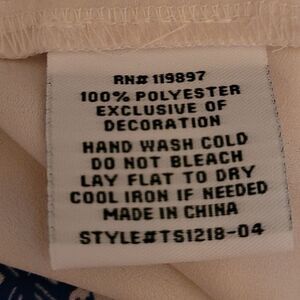 RN# 119897
100% POLYESTER
EXCLUSIVE OF
DECORATION
HAND WASH COLD
DO NOT BLEACH
LAY FLAT TO DRY
COOL IRON IF NEEDED
MADE IN CHINA
STYLE#TS1218-04